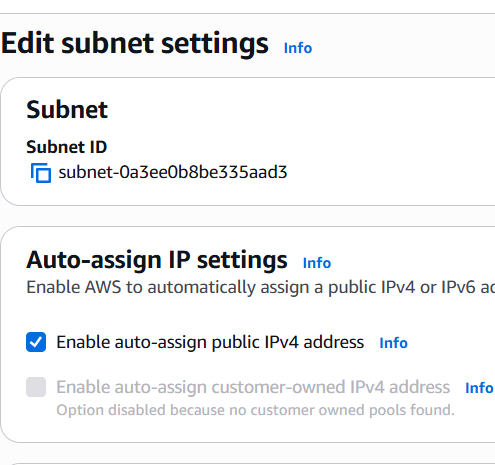 Edit subnet settings Info
Subnet
Subnet ID
subnet-0a3ee0b8be335aad3
Auto-assign IP settings Info
Enable AWS to automatically assign a public IPv4 or IPv6 a
Enable auto-assign public IPv4 address Info
Enable auto-assign customer-owned IPv4 address Info
Option disabled because no customer owned pools found.